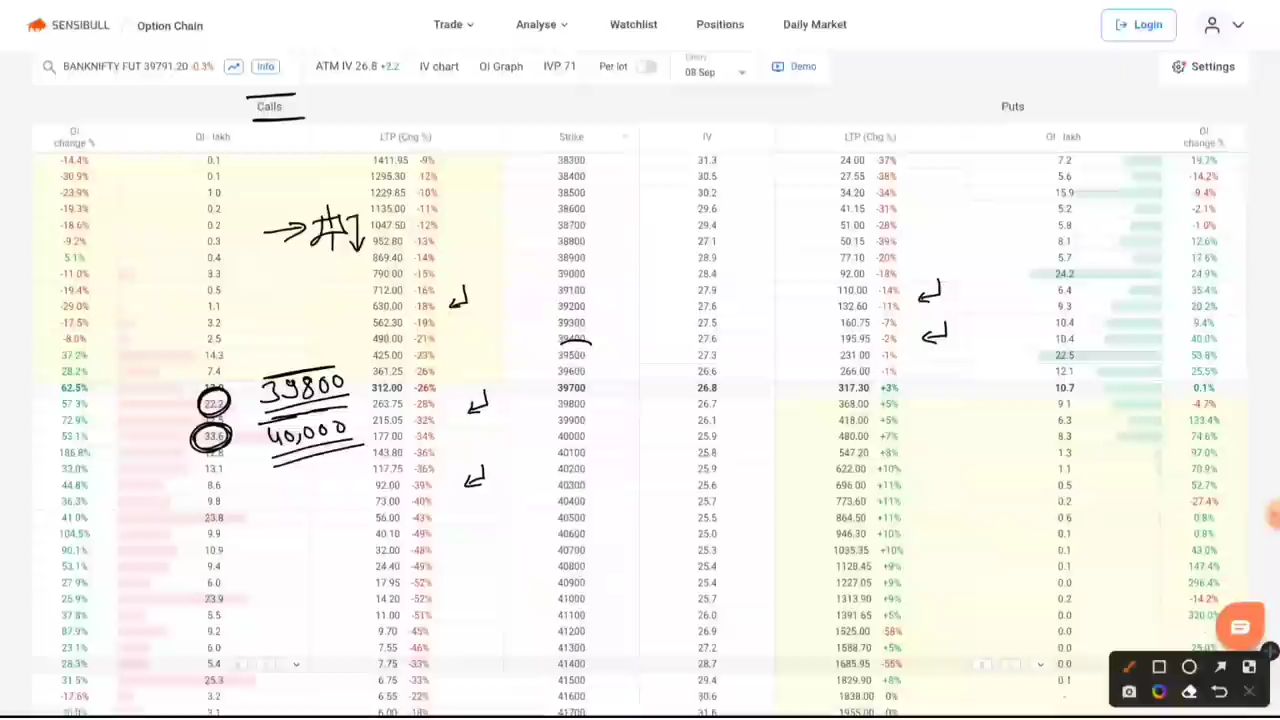 SENSIBULL Option Chain Trade Analyse Watchlist Positions Daily Market Login
BANKNIFTY FUT 39791.20 -0.3% Info ATM IV 26.8 +2.2 IV chart OI Graph IVP 71 Per lot 08 Sep Demo Settings
Calls Puts
OI change % OI lakh LTP (Chg %) Strike IV LTP (Chg %) OI lakh OI change %
-14.4% 0.1 1411.95 -9% 38300 31.3 24.00 -37% 7.2 19.7%
-30.9% 0.1 1295.30 -12% 38400 30.5 27.55 -38% 5.6 -14.2%
-23.9% 1.0 1229.85 -10% 38500 30.2 34.20 -34% 15.9 -9.4%
-19.3% 0.2 1135.00 -11% 38600 29.6 41.15 -31% 5.2 -2.1%
-18.6% 0.2 1047.50 -12% 38700 29.4 51.00 -28% 5.8 -1.0%
-9.2% 0.3 952.80 -13% 38800 27.1 50.15 -39% 8.1 12.6%
5.1% 0.4 869.40 -14% 38900 28.9 77.10 -20% 5.7 17.6%
-11.0% 3.3 790.00 -15% 39000 28.4 92.00 -18% 24.2 24.9%
-19.4% 0.5 712.00 -16% 39100 27.9 110.00 -14% 6.4 35.4%
-29.0% 1.1 630.00 -18% 39200 27.6 132.60 -11% 9.3 20.2%
-17.5% 3.2 562.30 -19% 39300 27.5 160.75 -7% 10.4 9.4%
-8.0% 2.5 490.00 -21% 39400 27.6 195.95 -2% 10.4 40.0%
37.2% 14.3 425.00 -23% 39500 27.3 231.00 -1% 22.5 53.8%
28.2% 7.4 361.25 -26% 39600 26.6 266.00 -1% 12.1 25.5%
62.5% 39800 312.00 -26% 39700 26.8 317.30 +3% 10.7 0.1%
57.3% 22.2 263.75 -28% 39800 26.7 368.00 +5% 9.1 -4.7%
72.9% 215.05 -32% 39900 26.1 418.00 +5% 6.3 133.4%
53.1% 33.6 40,000 177.00 -34% 40000 25.9 480.00 +7% 8.3 74.6%
186.8% 12.8 143.80 -36% 40100 25.8 547.20 +8% 1.3 97.0%
33.0% 13.1 117.75 -36% 40200 25.9 622.00 +10% 1.1 70.9%
44.8% 8.6 92.00 -39% 40300 25.6 696.00 +11% 0.5 52.7%
36.3% 9.8 73.00 -40% 40400 25.7 773.60 +11% 0.2 -27.4%
41.0% 23.8 56.00 -43% 40500 25.5 864.50 +11% 0.6 0.8%
104.5% 9.9 40.10 -49% 40600 25.0 946.30 +10% 0.1 0.8%
90.1% 10.9 32.00 -48% 40700 25.3 1035.35 +10% 0.1 43.0%
53.1% 9.4 24.40 -49% 40800 25.4 1128.45 +9% 0.1 147.4%
27.9% 6.0 17.95 -52% 40900 25.4 1227.05 +9% 0.0 296.4%
25.9% 23.9 14.20 -52% 41000 25.7 1313.90 +9% 0.2 -14.2%
37.8% 5.5 11.00 -51% 41100 26.0 1391.65 +5% 0.0 320.0%
87.9% 9.2 9.70 -45% 41200 26.9 1525.00 -58% 0.0
23.1% 6.0 7.55 -46% 41300 27.2 1588.70 +5% 0.0
28.3% 5.4 7.75 -33% 41400 28.7 1685.95 -55% 0.0
31.5% 25.3 6.75 -33% 41500 29.4 1829.90 +8% 0.1
-17.6% 3.2 6.55 -22% 41600 30.6 1838.00 0% -
3.1 6.00 -18% 41700 31.6 1955.00 0%